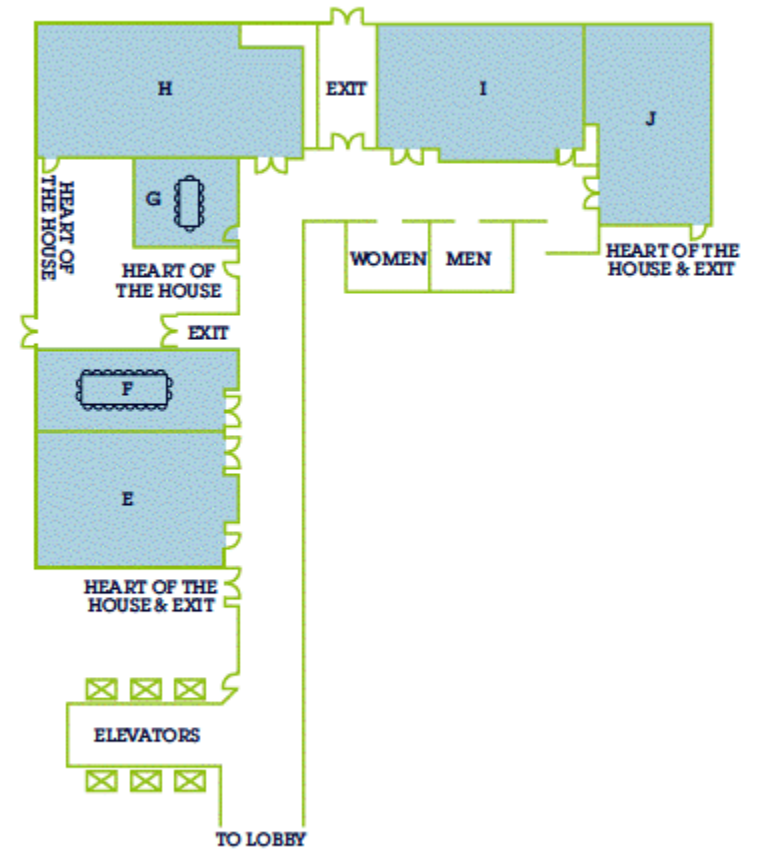 H
EXIT
I
J
HEART OF
THE HOUSE
G
WOMEN
MEN
HEART OF THE
HOUSE & EXIT
HEART OF
THE HOUSE
EXIT
F
E
HEART OF THE
HOUSE & EXIT
ELEVATORS
TO LOBBY